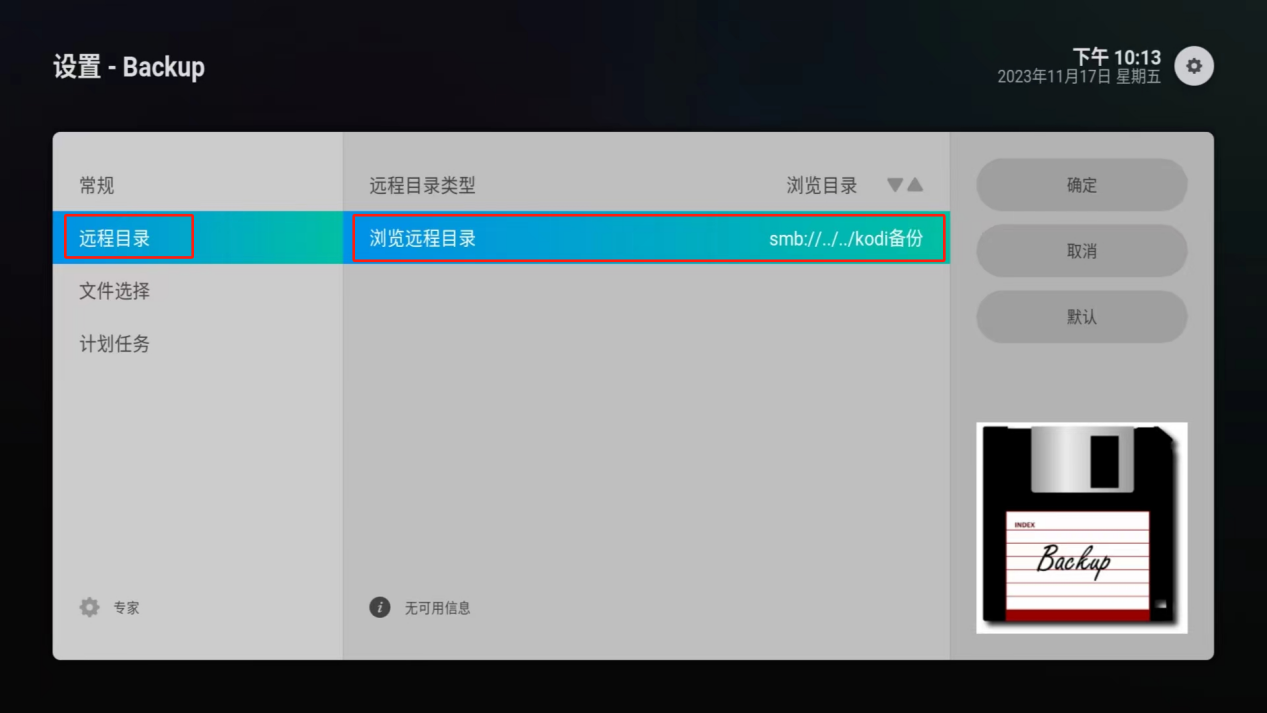 设置 - Backup
下午 10:13
2023年11月17日 星期五
常规
远程目录
文件选择
计划任务
专家
远程目录类型 浏览目录
浏览远程目录 smb://../../kodi备份
无可用信息
确定
取消
默认
INDEX
Backup